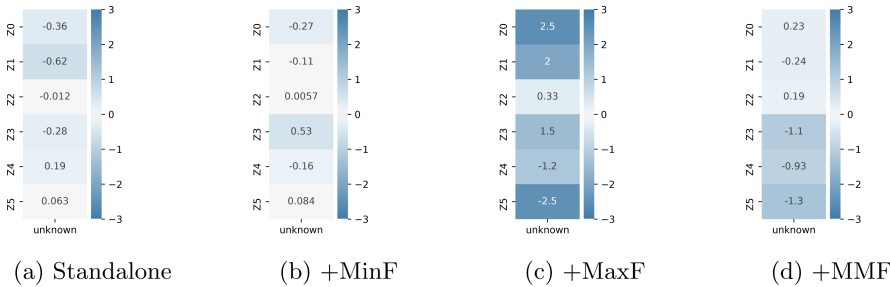 Z0 -0.36
Z1 -0.62
Z2 -0.012
Z3 -0.28
Z4 0.19
Z5 0.063
unknown
3
2
1
0
−1
−2
−3
(a) Standalone
Z0 -0.27
Z1 -0.11
Z2 0.0057
Z3 0.53
Z4 -0.16
Z5 0.084
unknown
3
2
1
0
−1
−2
−3
(b) +MinF
Z0 2.5
Z1 2
Z2 0.33
Z3 1.5
Z4 -1.2
Z5 -2.5
unknown
3
2
1
0
−1
−2
−3
(c) +MaxF
Z0 0.23
Z1 -0.24
Z2 0.19
Z3 -1.1
Z4 -0.93
Z5 -1.3
unknown
3
2
1
0
−1
−2
−3
(d) +MMF